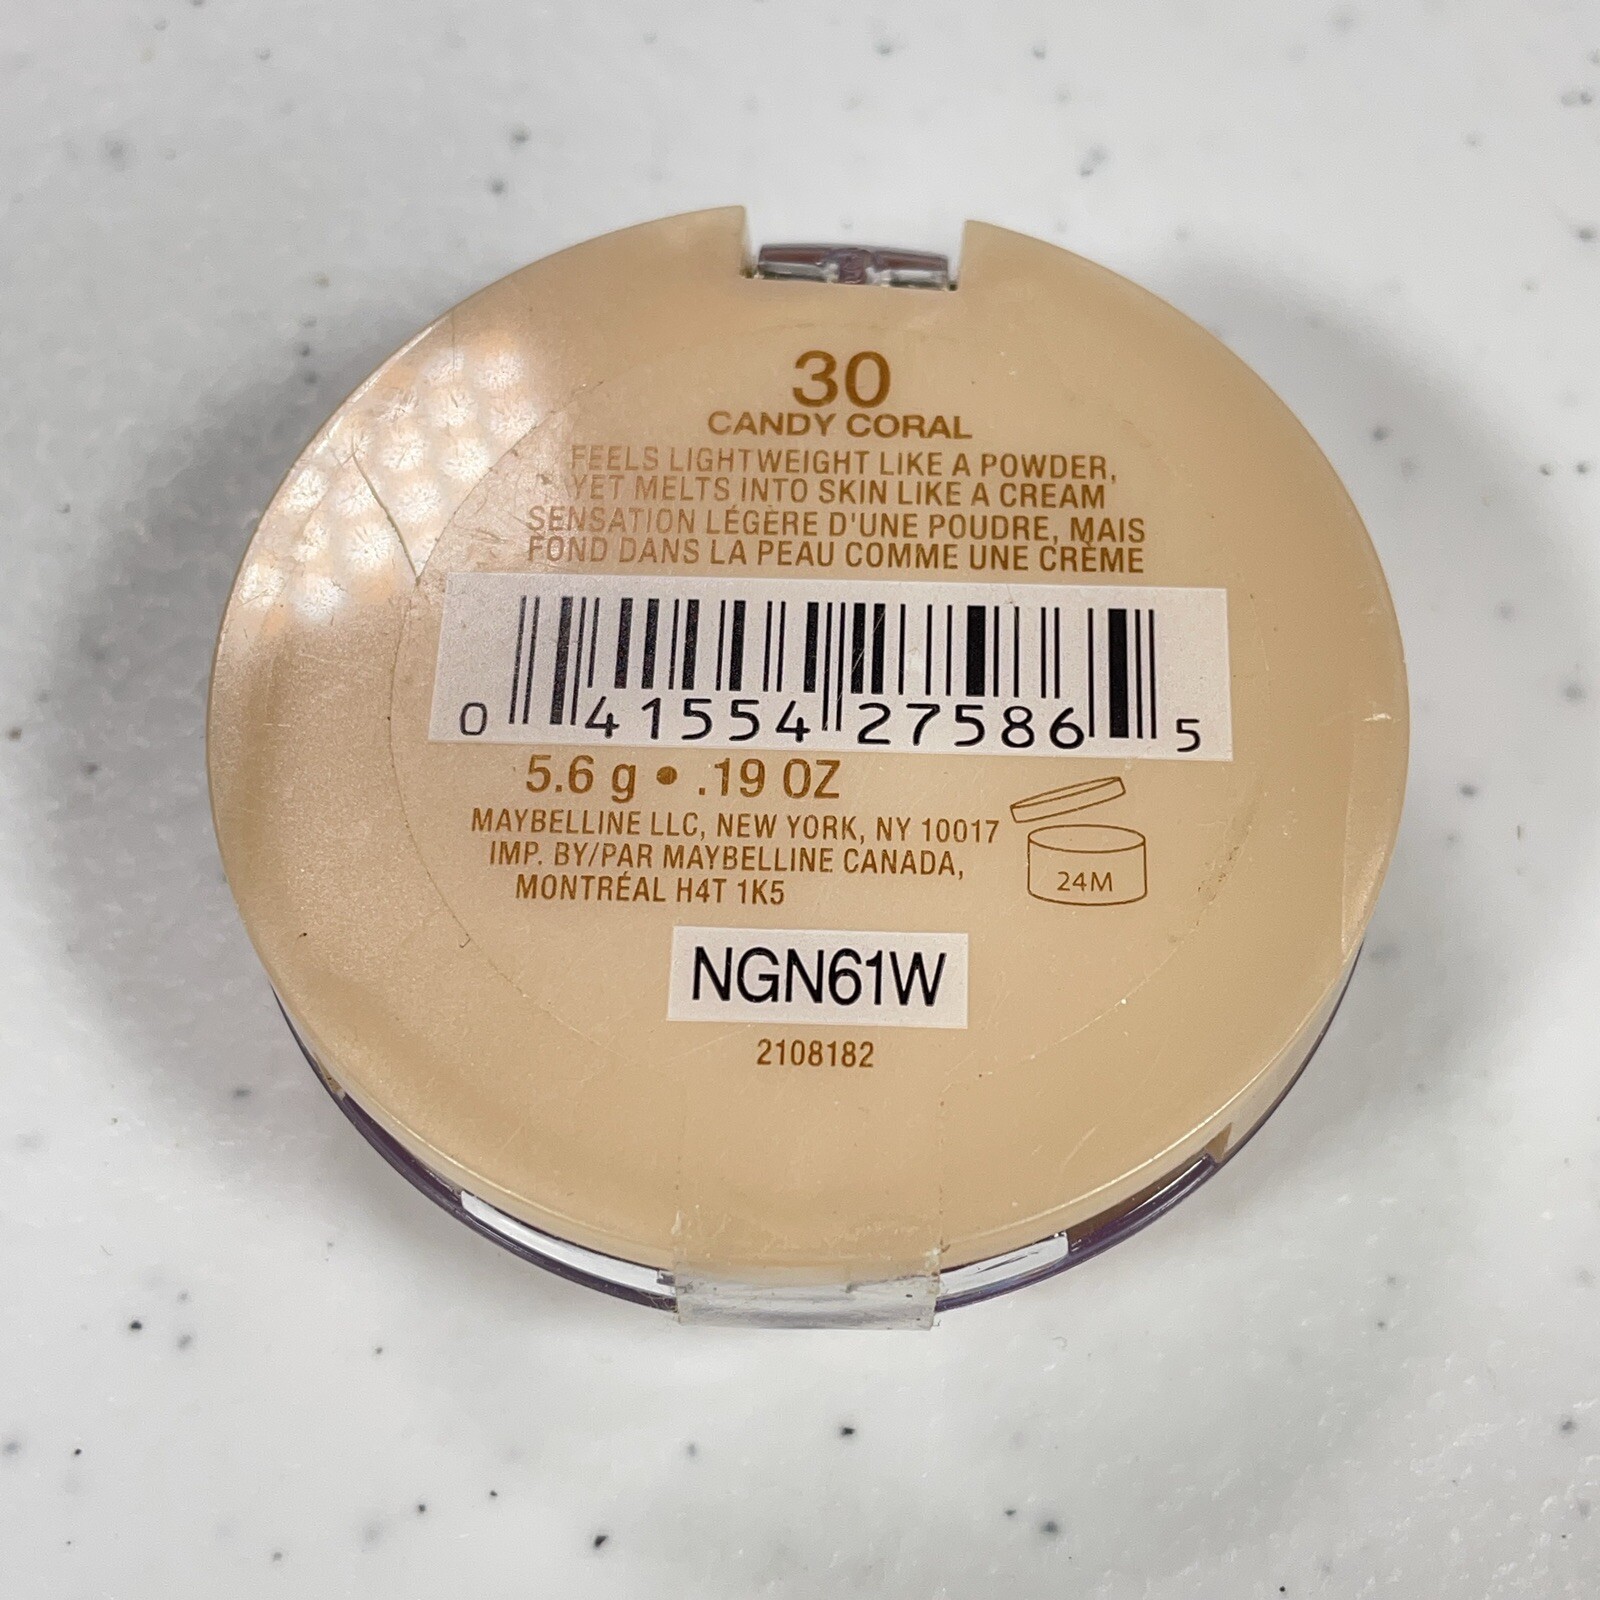 30
CANDY CORAL
FEELS LIGHTWEIGHT LIKE A POWDER,
YET MELTS INTO SKIN LIKE A CREAM
SENSATION LÉGÈRE D'UNE POUDRE, MAIS
FOND DANS LA PEAU COMME UNE CRÈME
0 41554 27586 5
5.6 g • .19 OZ
MAYBELLINE LLC, NEW YORK, NY 10017
IMP. BY/PAR MAYBELLINE CANADA,
MONTRÉAL H4T 1K5
24M
NGN61W
2108182